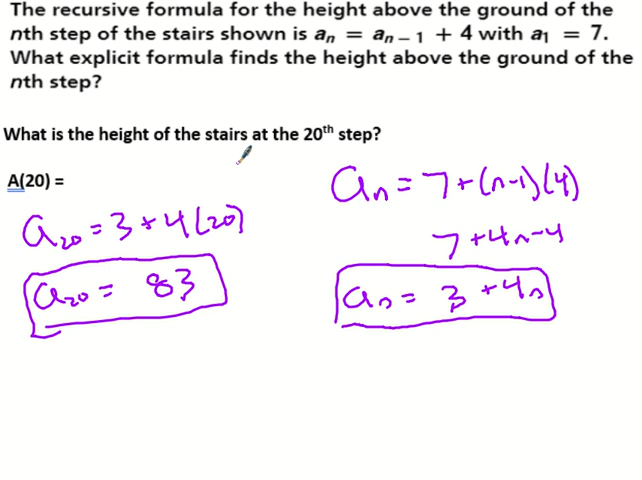 The recursive formula for the height above the ground of the
nth step of the stairs shown is aₙ = aₙ₋₁ + 4 with a₁ = 7.
What explicit formula finds the height above the ground of the
nth step?
What is the height of the stairs at the 20th step?
A(20) =
a₂₀ = 3 + 4(20)
a₂₀ = 83
aₙ = 7 + (n-1)(4)
7 + 4n - 4
aₙ = 3 + 4n